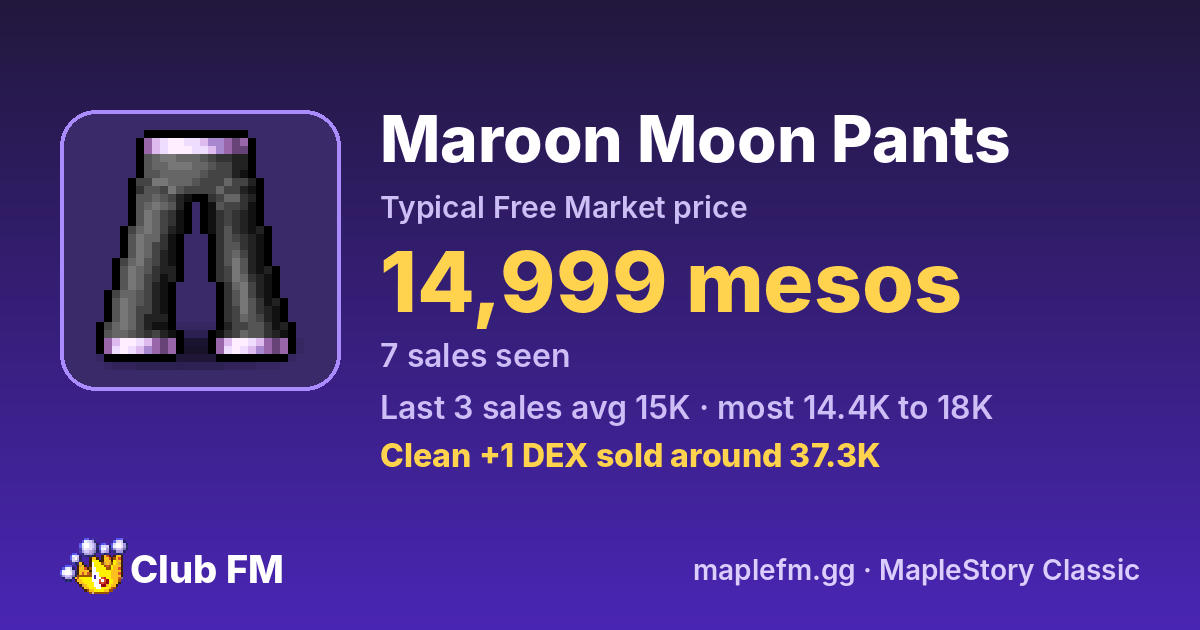 Maroon Moon Pants
Typical Free Market price
14,999 mesos
7 sales seen
Last 3 sales avg 15K · most 14.4K to 18K
Clean +1 DEX sold around 37.3K
Club FM
maplefm.gg · MapleStory Classic